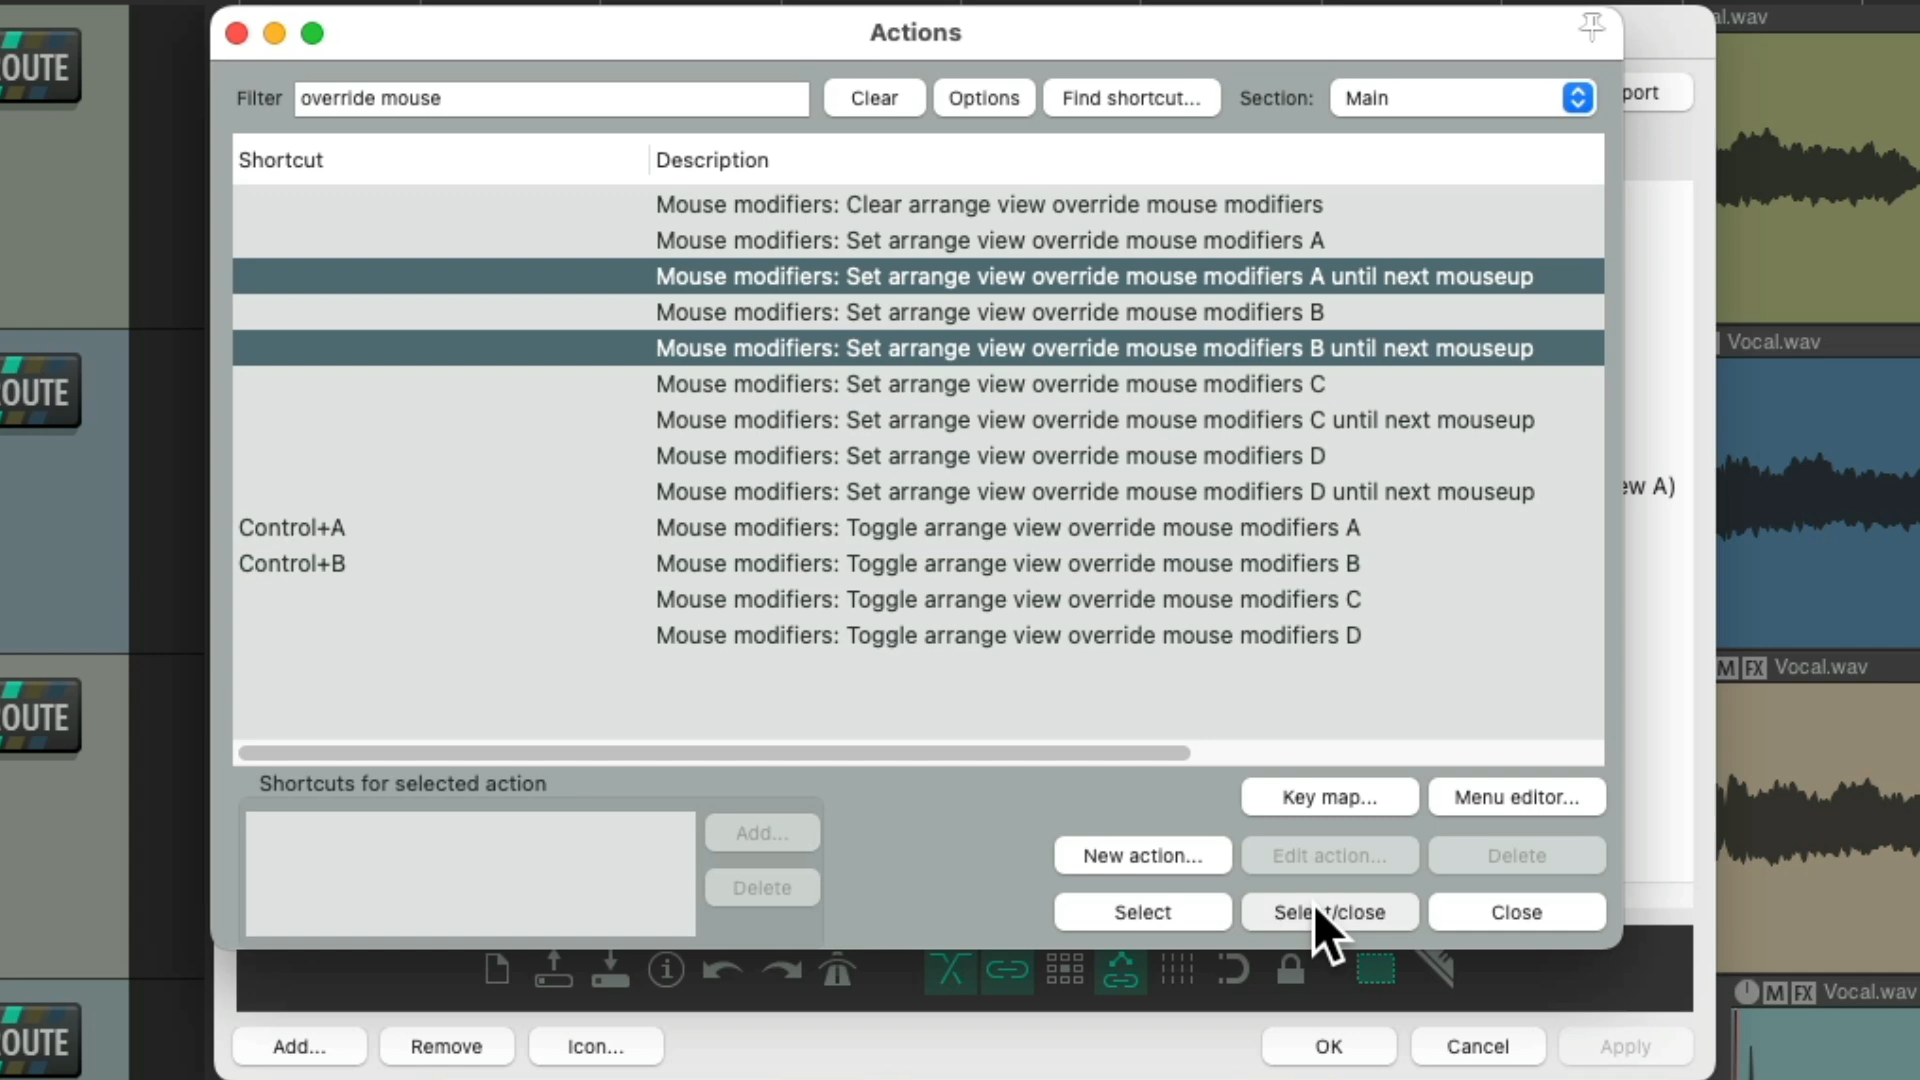 Actions
al.wav
OUTE
Filter override mouse Clear Options Find shortcut... Section: Main port
Shortcut Description
Mouse modifiers: Clear arrange view override mouse modifiers
Mouse modifiers: Set arrange view override mouse modifiers A
Mouse modifiers: Set arrange view override mouse modifiers A until next mouseup
Mouse modifiers: Set arrange view override mouse modifiers B
Vocal.wav
Mouse modifiers: Set arrange view override mouse modifiers B until next mouseup
OUTE
Mouse modifiers: Set arrange view override mouse modifiers C
Mouse modifiers: Set arrange view override mouse modifiers C until next mouseup
Mouse modifiers: Set arrange view override mouse modifiers D
Mouse modifiers: Set arrange view override mouse modifiers D until next mouseup
ew A)
Control+A Mouse modifiers: Toggle arrange view override mouse modifiers A
Control+B Mouse modifiers: Toggle arrange view override mouse modifiers B
Mouse modifiers: Toggle arrange view override mouse modifiers C
Mouse modifiers: Toggle arrange view override mouse modifiers D
M FX Vocal.wav
OUTE
Shortcuts for selected action
Key map... Menu editor...
Add...
New action... Edit action... Delete
Delete
Select Select/close Close
M FX Vocal.wav
OUTE
Add... Remove Icon... OK Cancel Apply